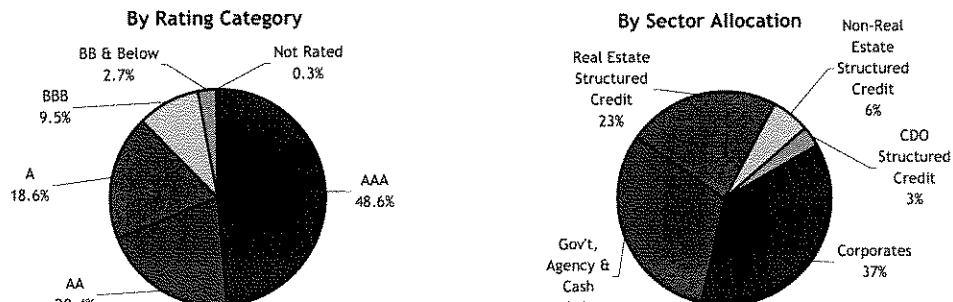 By Rating Category
BB & Below
2.7%
Not Rated
0.3%
BBB
9.5%
A
18.6%
AAA
48.6%
AA
By Sector Allocation
Non-Real
Estate
Structured
Credit
6%
Real Estate
Structured
Credit
23%
CDO
Structured
Credit
3%
Corporates
37%
Gov't,
Agency &
Cash